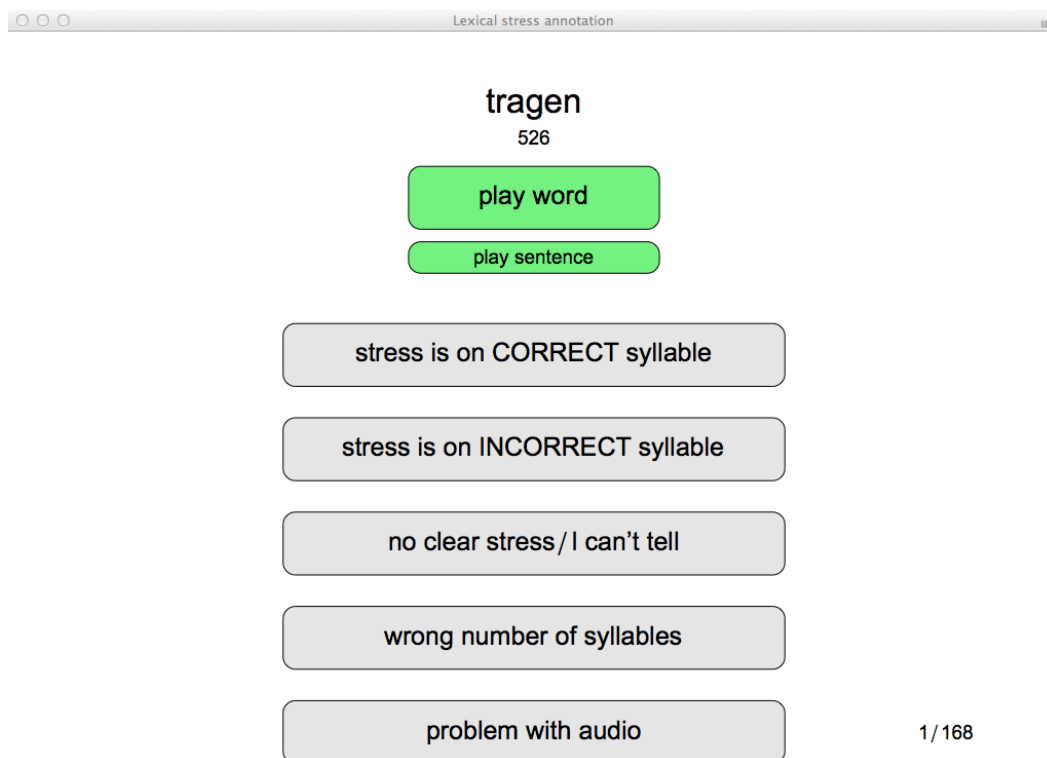 Lexical stress annotation
tragen
526
play word
play sentence
stress is on CORRECT syllable
stress is on INCORRECT syllable
no clear stress/I can't tell
wrong number of syllables
problem with audio
1/168